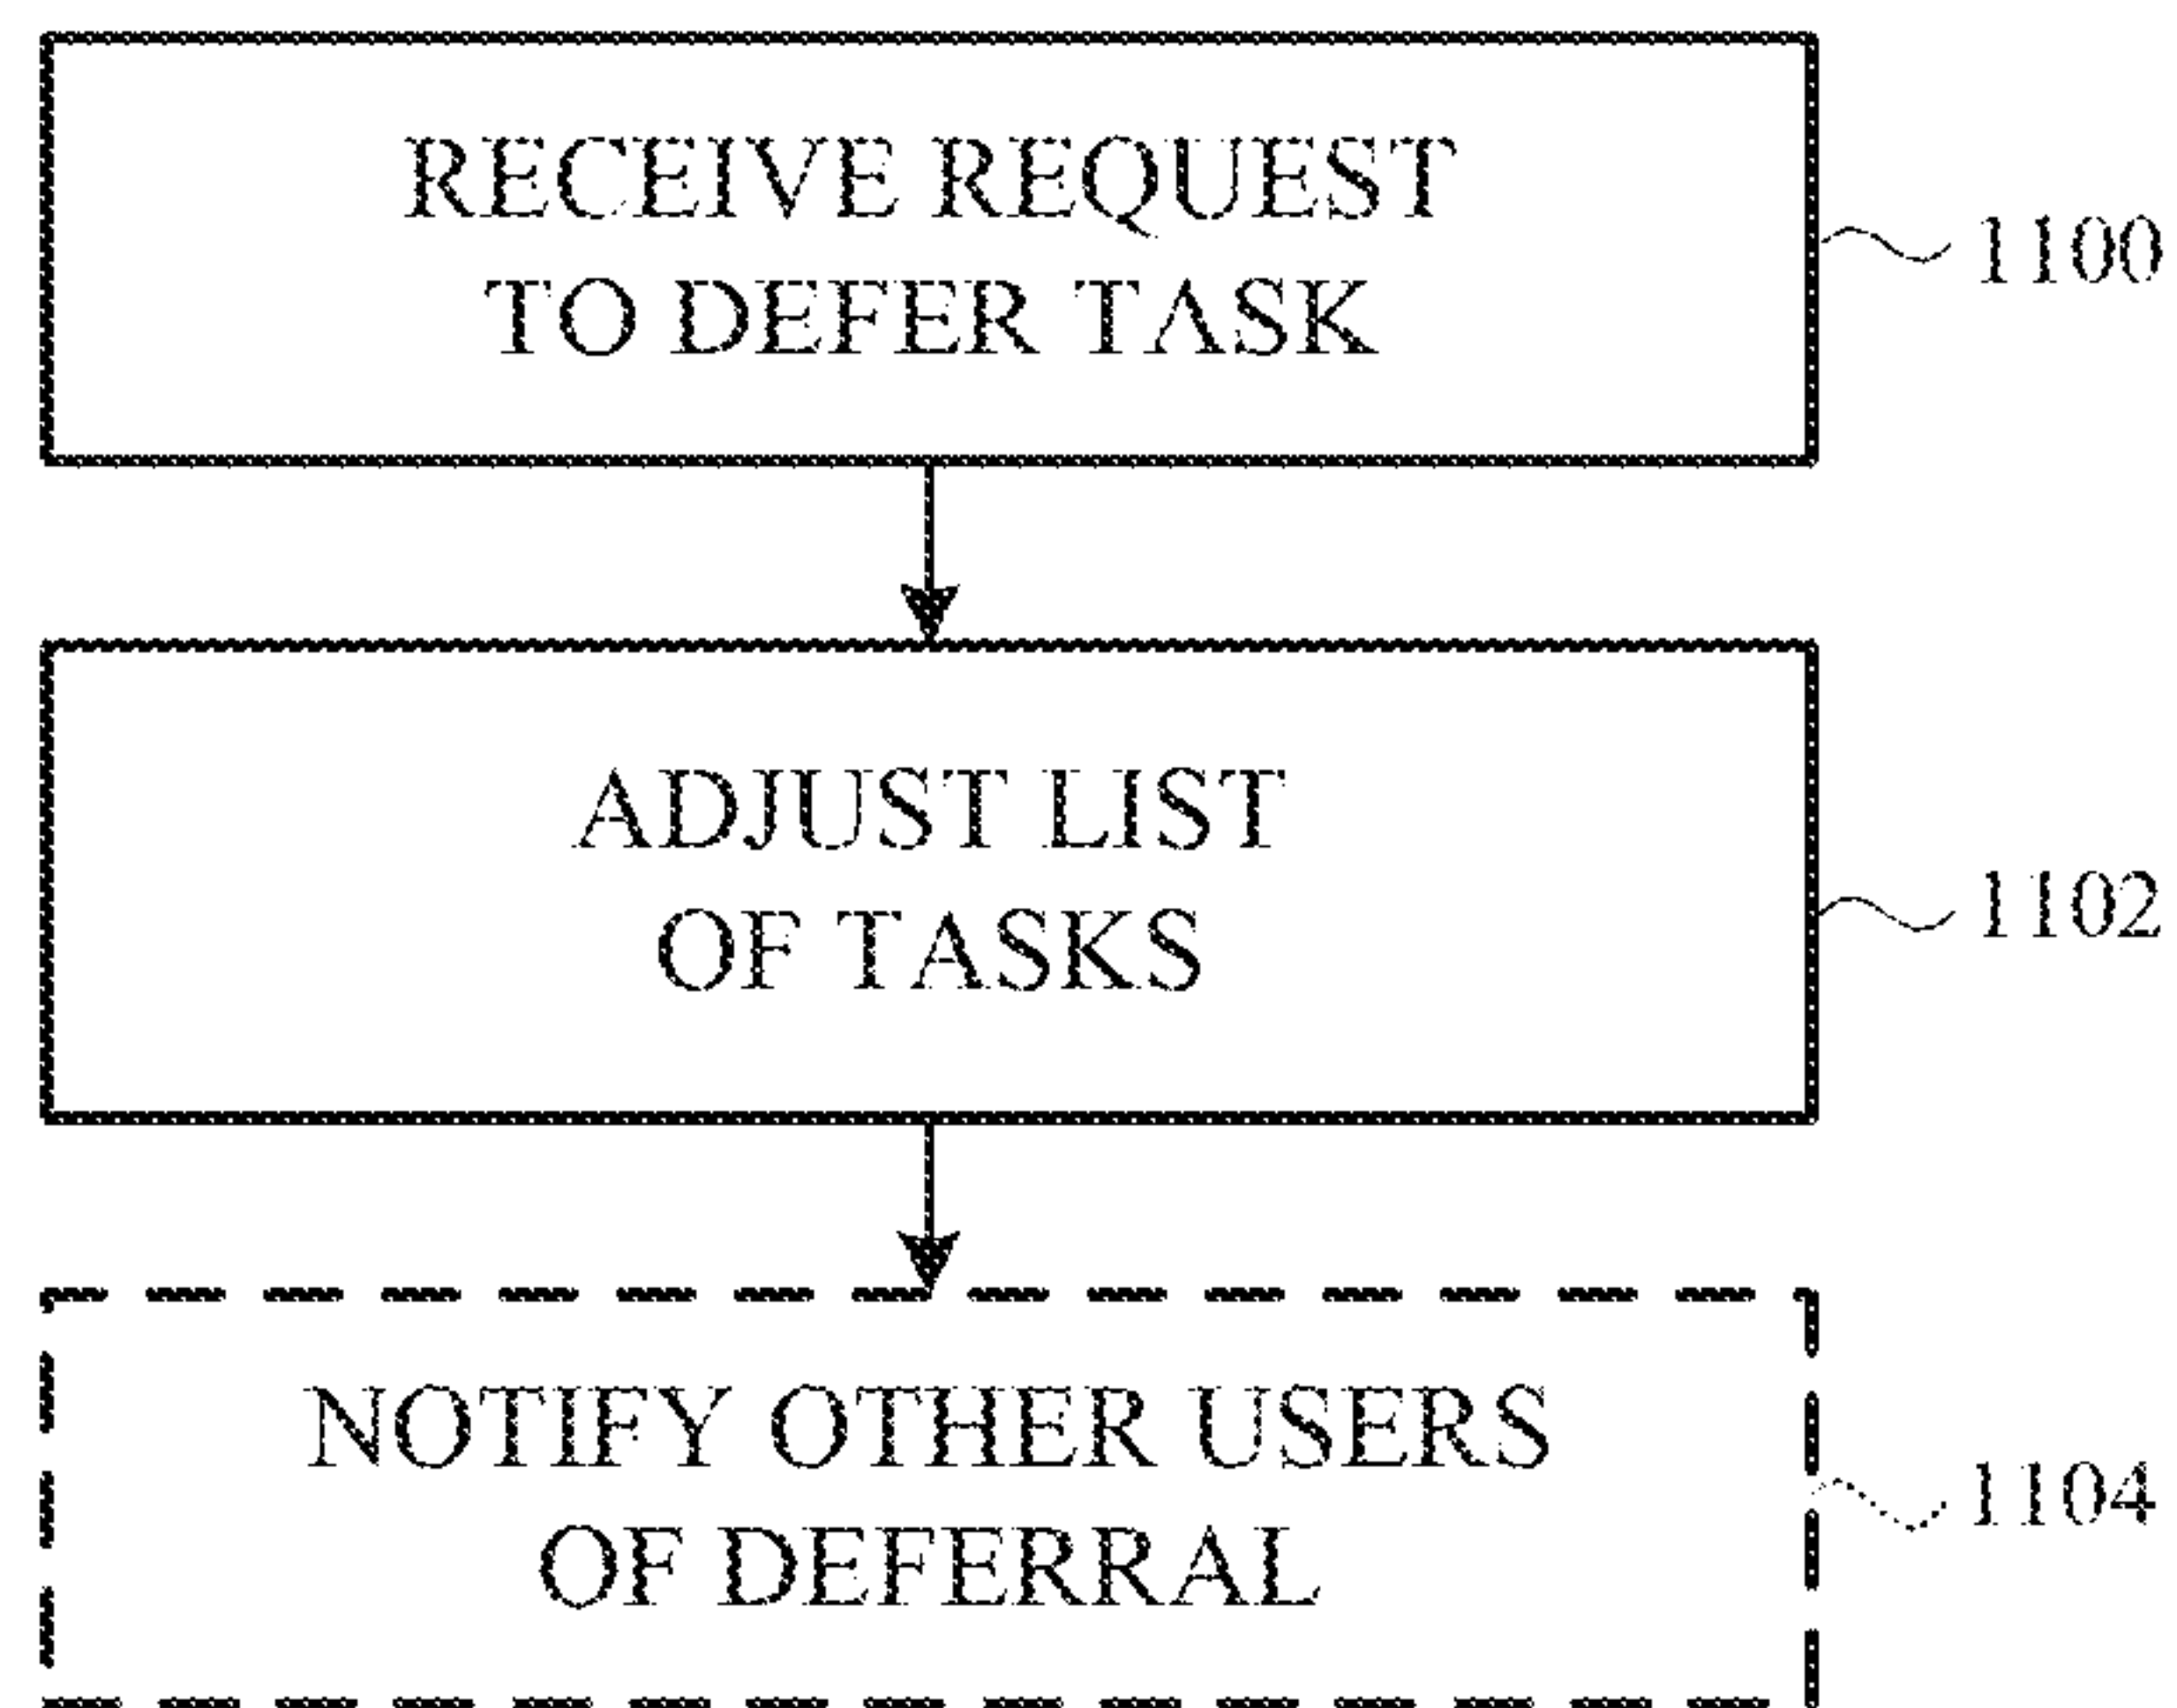 RECEIVE REQUEST
TO DEFER TASK
1100
ADJUST LIST
OF TASKS
1102
NOTIFY OTHER USERS
OF DEFERRAL
1104